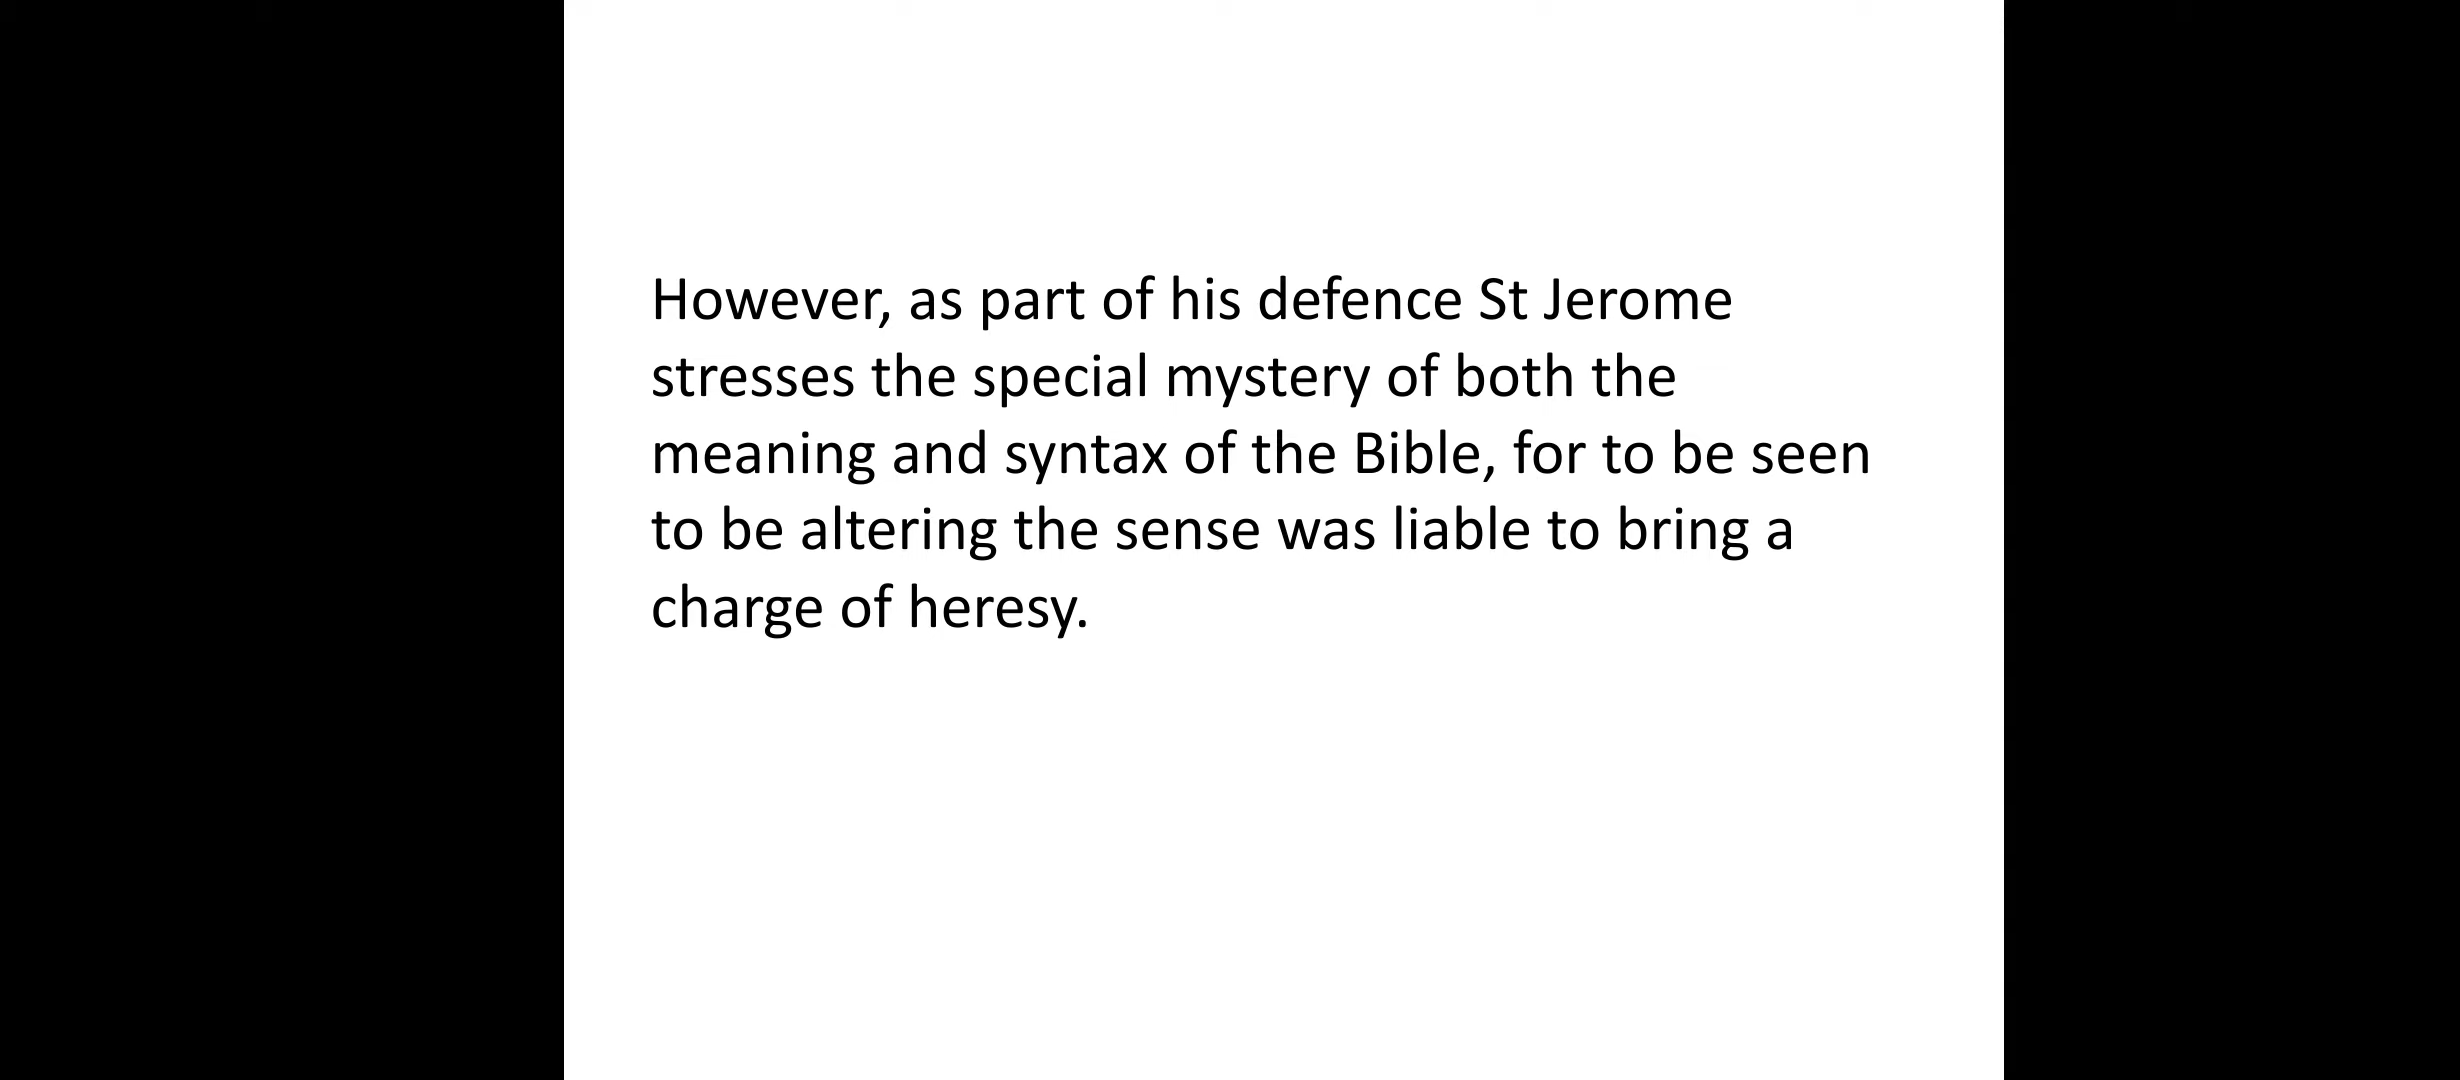 However, as part of his defence St Jerome
stresses the special mystery of both the
meaning and syntax of the Bible, for to be seen
to be altering the sense was liable to bring a
charge of heresy.